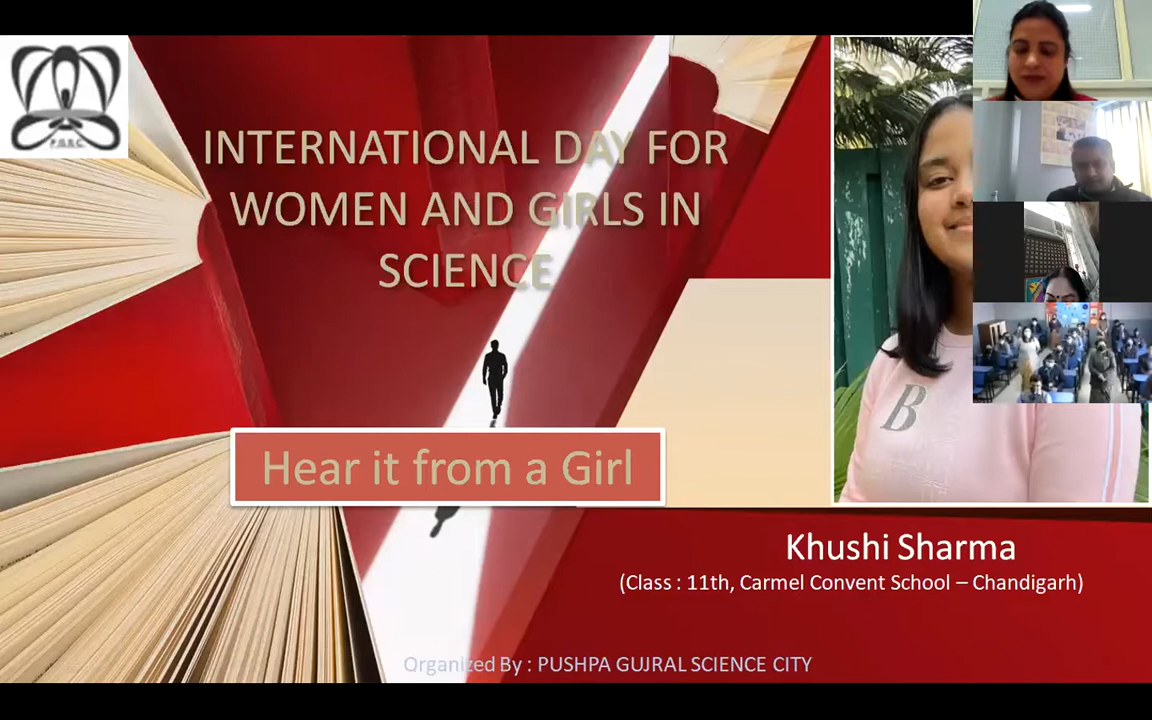 P.G.S.C.
INTERNATIONAL DAY FOR
WOMEN AND GIRLS IN
SCIENCE
Hear it from a Girl
B
Khushi Sharma
(Class : 11th, Carmel Convent School – Chandigarh)
Organized By : PUSHPA GUJRAL SCIENCE CITY